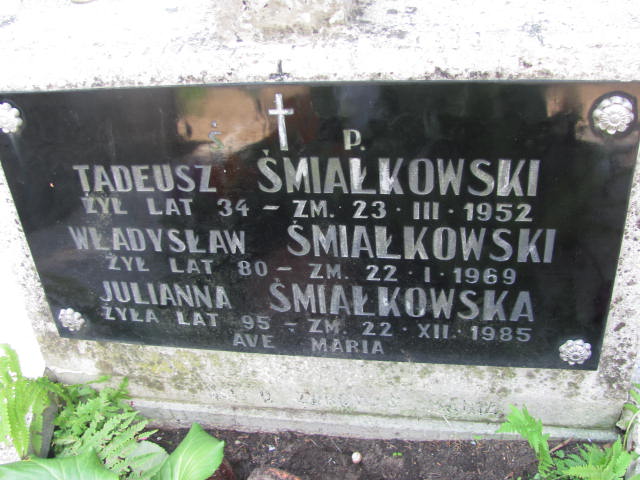 Ś P.
TADEUSZ ŚMIAŁKOWSKI
ŻYŁ LAT 34 - ZM. 23 · III · 1952
WŁADYSŁAW ŚMIAŁKOWSKI
ŻYŁ LAT 80 - ZM. 22 · I · 1969
JULIANNA ŚMIAŁKOWSKA
ŻYŁA LAT 95 - ZM. 22 · XII · 1985
AVE MARIA